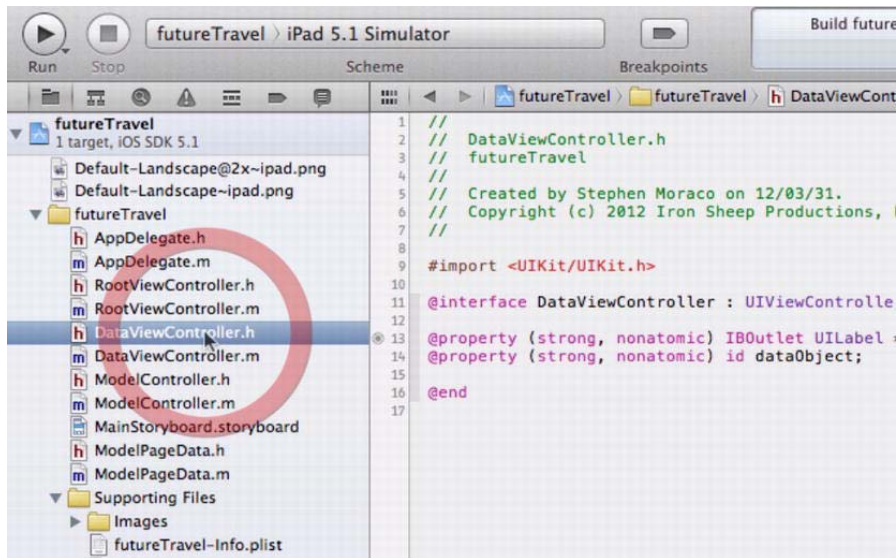 futureTravel 〉 iPad 5.1 Simulator
Build future
Run Stop Scheme Breakpoints
futureTravel 〉 futureTravel 〉 h DataViewCont
futureTravel
1 target, iOS SDK 5.1
Default-Landscape@2x~ipad.png
Default-Landscape~ipad.png
futureTravel
h AppDelegate.h
m AppDelegate.m
h RootViewController.h
m RootViewController.m
h DataViewController.h
m DataViewController.m
h ModelController.h
m ModelController.m
MainStoryboard.storyboard
h ModelPageData.h
m ModelPageData.m
Supporting Files
Images
futureTravel-Info.plist
1 //
2 // DataViewController.h
3 // futureTravel
4 //
5 // Created by Stephen Moraco on 12/03/31.
6 // Copyright (c) 2012 Iron Sheep Productions,
7 //
8
9 #import <UIKit/UIKit.h>
10
11 @interface DataViewController : UIViewControlle
12
13 @property (strong, nonatomic) IBOutlet UILabel
14 @property (strong, nonatomic) id dataObject;
15
16 @end
17